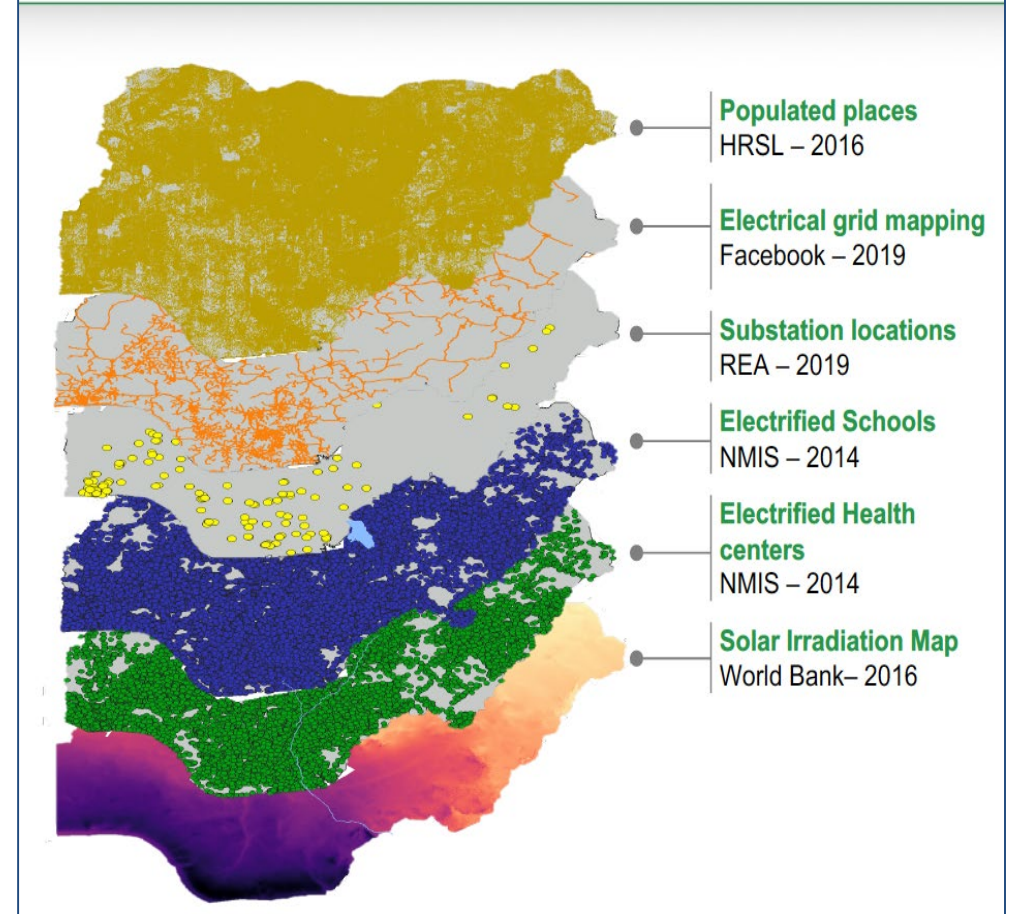 Populated places
HRSL – 2016
Electrical grid mapping
Facebook – 2019
Substation locations
REA – 2019
Electrified Schools
NMIS – 2014
Electrified Health
centers
NMIS – 2014
Solar Irradiation Map
World Bank– 2016